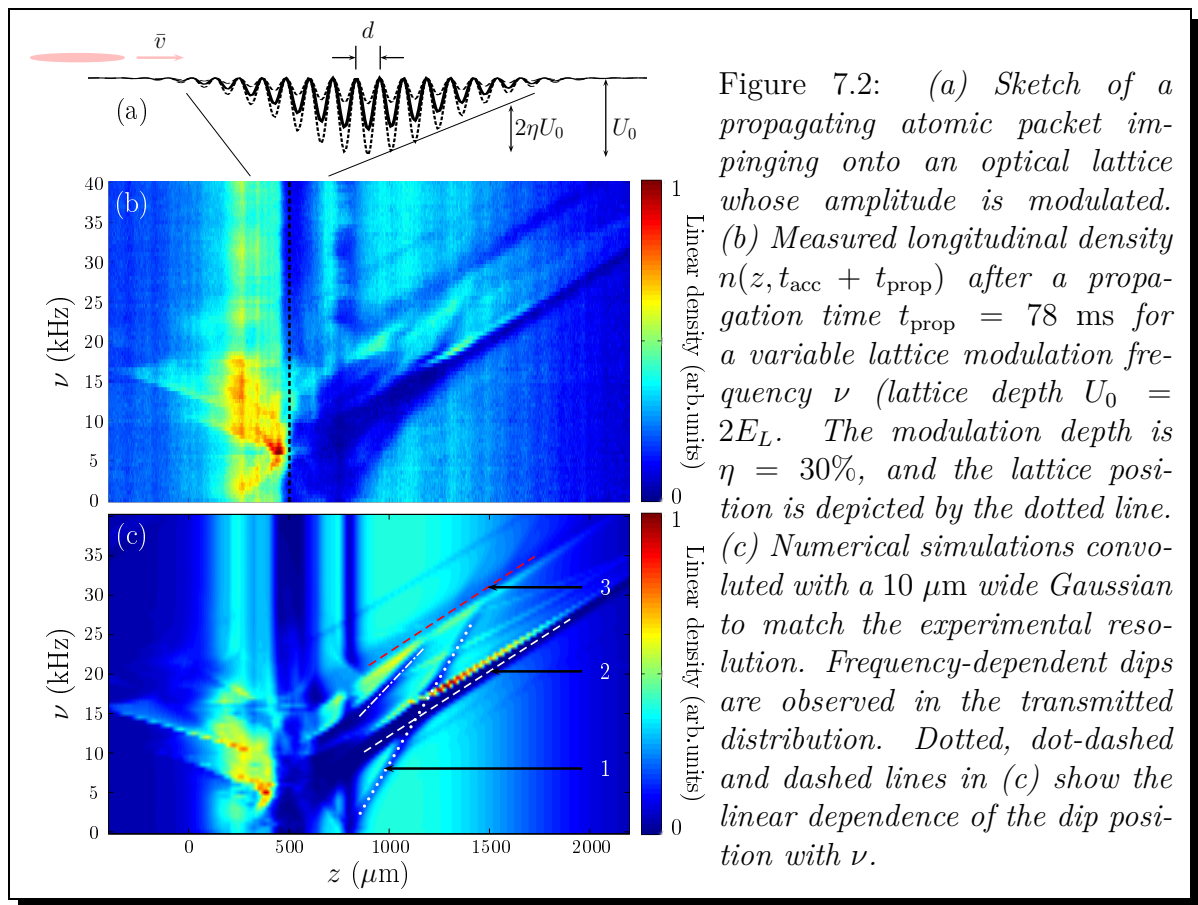 v̄
d
(a)
2ηU₀
U₀
(b)
40
35
30
25
20
15
10
5
0
ν (kHz)
1
0
Linear density (arb.units)
(c)
35
30
25
20
15
10
5
0
ν (kHz)
3
2
1
1
0
Linear density (arb.units)
0 500 1000 1500 2000
z (μm)
Figure 7.2: (a) Sketch of a
propagating atomic packet im-
pinging onto an optical lattice
whose amplitude is modulated.
(b) Measured longitudinal density
n(z, t_acc + t_prop) after a propa-
gation time t_prop = 78 ms for
a variable lattice modulation fre-
quency ν (lattice depth U₀ =
2E_L. The modulation depth is
η = 30%, and the lattice posi-
tion is depicted by the dotted line.
(c) Numerical simulations convo-
luted with a 10 μm wide Gaussian
to match the experimental reso-
lution. Frequency-dependent dips
are observed in the transmitted
distribution. Dotted, dot-dashed
and dashed lines in (c) show the
linear dependence of the dip posi-
tion with ν.